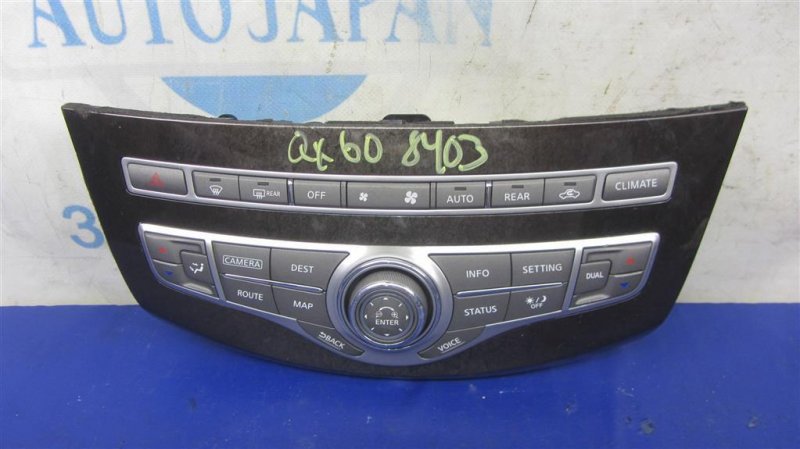 AUTOJAPAN
QX60 8403
REAR OFF AUTO REAR CLIMATE
CAMERA DEST INFO SETTING DUAL
ROUTE MAP ENTER STATUS OFF
BACK VOICE